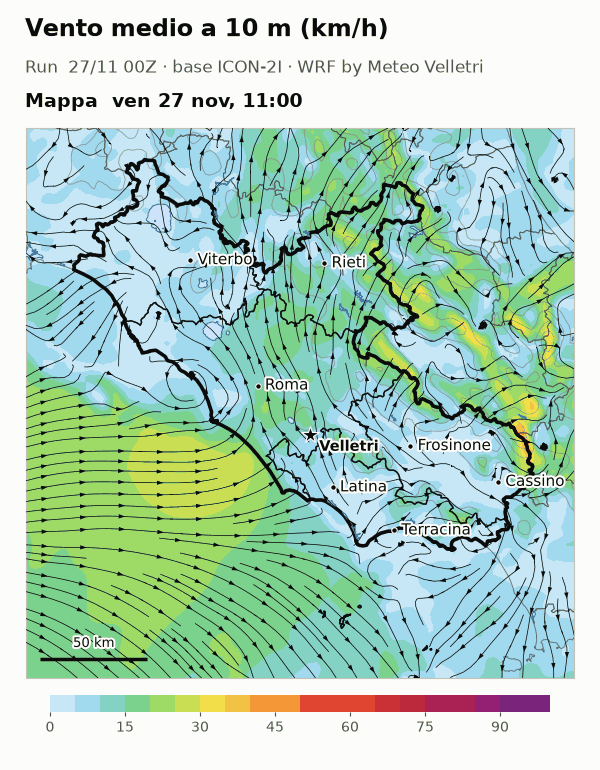 Vento medio a 10 m (km/h)
Run 27/11 00Z · base ICON-2I · WRF by Meteo Velletri
Mappa ven 27 nov, 11:00
Viterbo
Rieti
Roma
Velletri
Frosinone
Latina
Cassino
Terracina
50 km
0 15 30 45 60 75 90